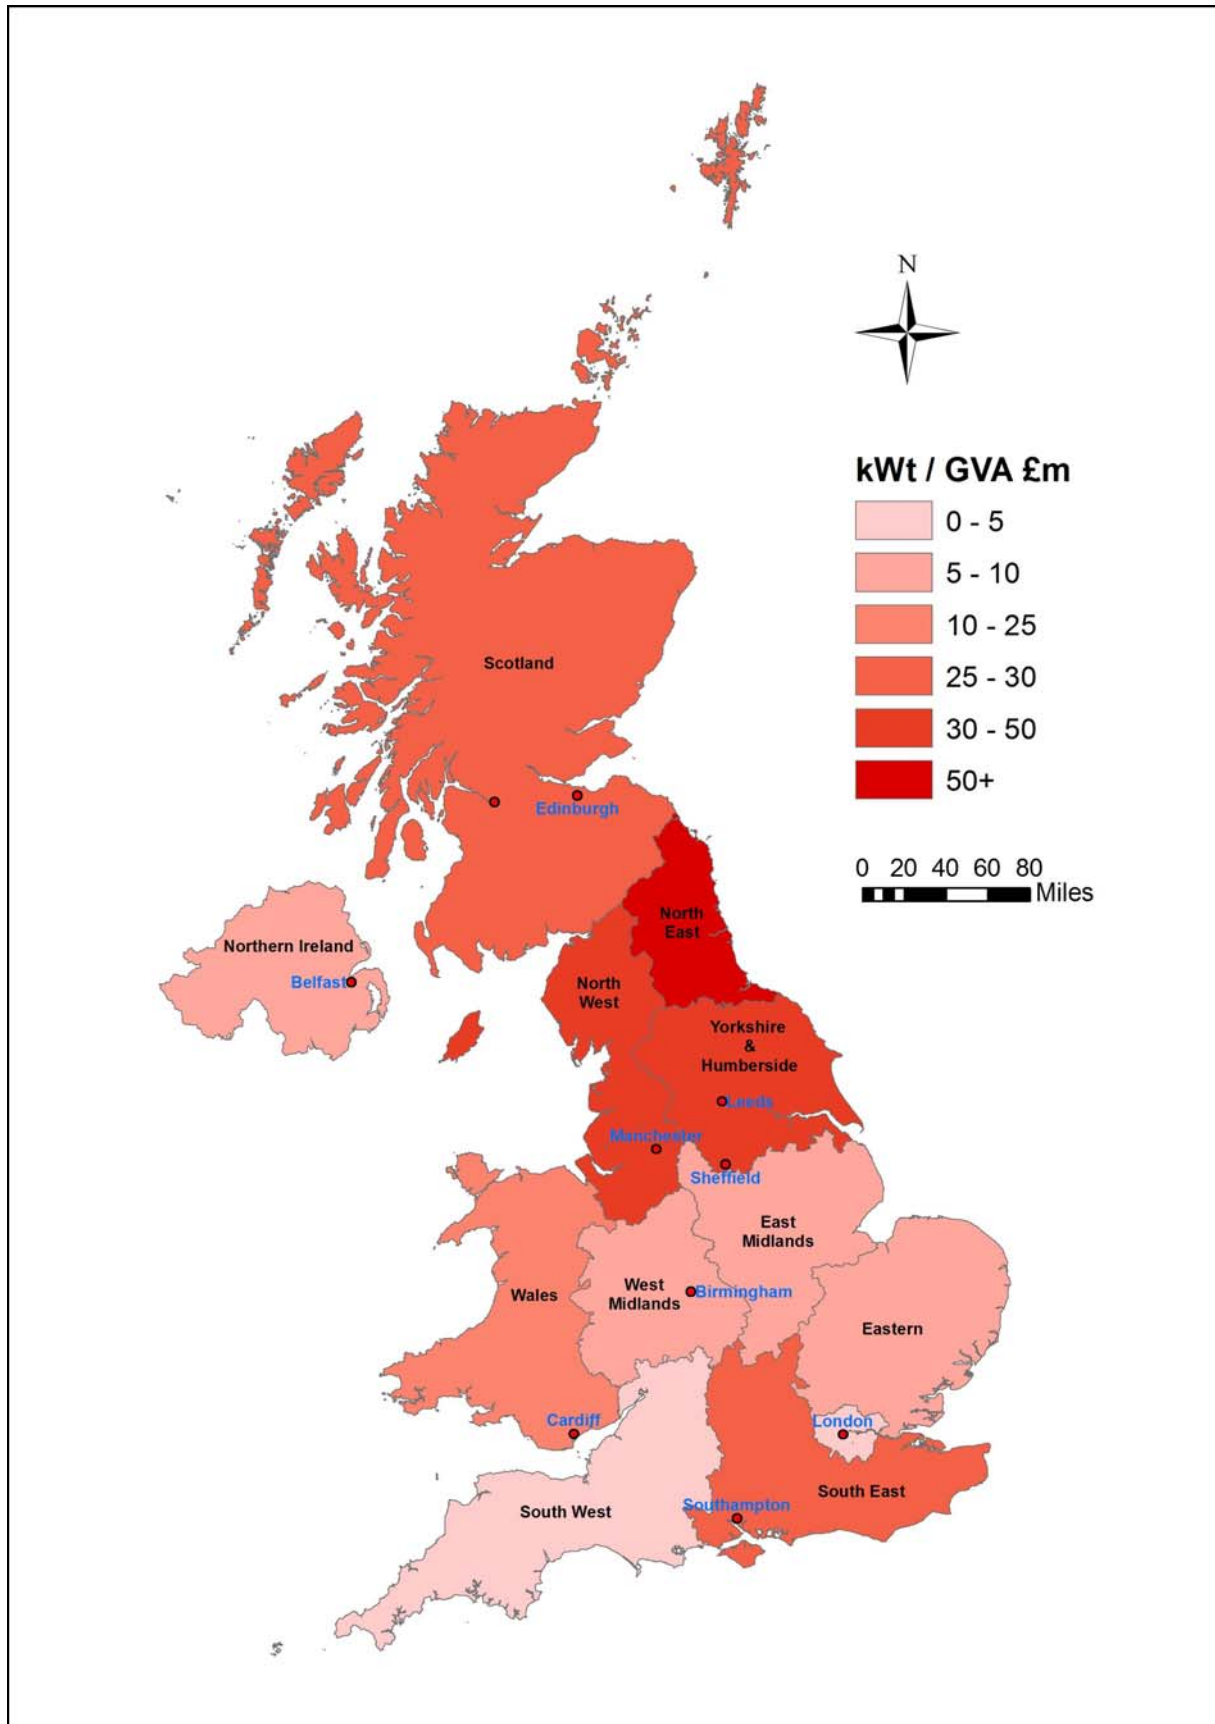 N
kWt / GVA £m
0 - 5
5 - 10
10 - 25
25 - 30
30 - 50
50+
Scotland
Edinburgh
0 20 40 60 80
Miles
North
East
Northern Ireland
Belfast
North
West
Yorkshire
&
Humberside
Leeds
Manchester
Sheffield
East
Midlands
Wales
West
Midlands
Birmingham
Eastern
Cardiff
London
South West
Southampton
South East